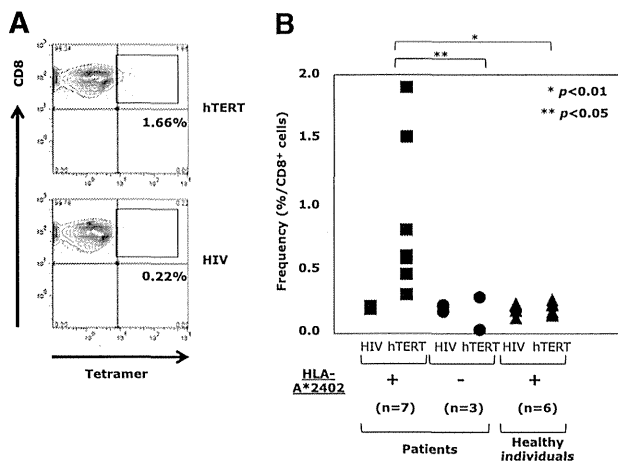 A
CD8
hTERT
1.66%
HIV
0.22%
Tetramer
B
*
**
* p<0.01
** p<0.05
Frequency (%/CD8+ cells)
2.0
1.5
1.0
0.5
0.0
HIV hTERT HIV hTERT HIV hTERT
HLA-A*2402
+ - +
(n=7) (n=3) (n=6)
Patients Healthy
individuals